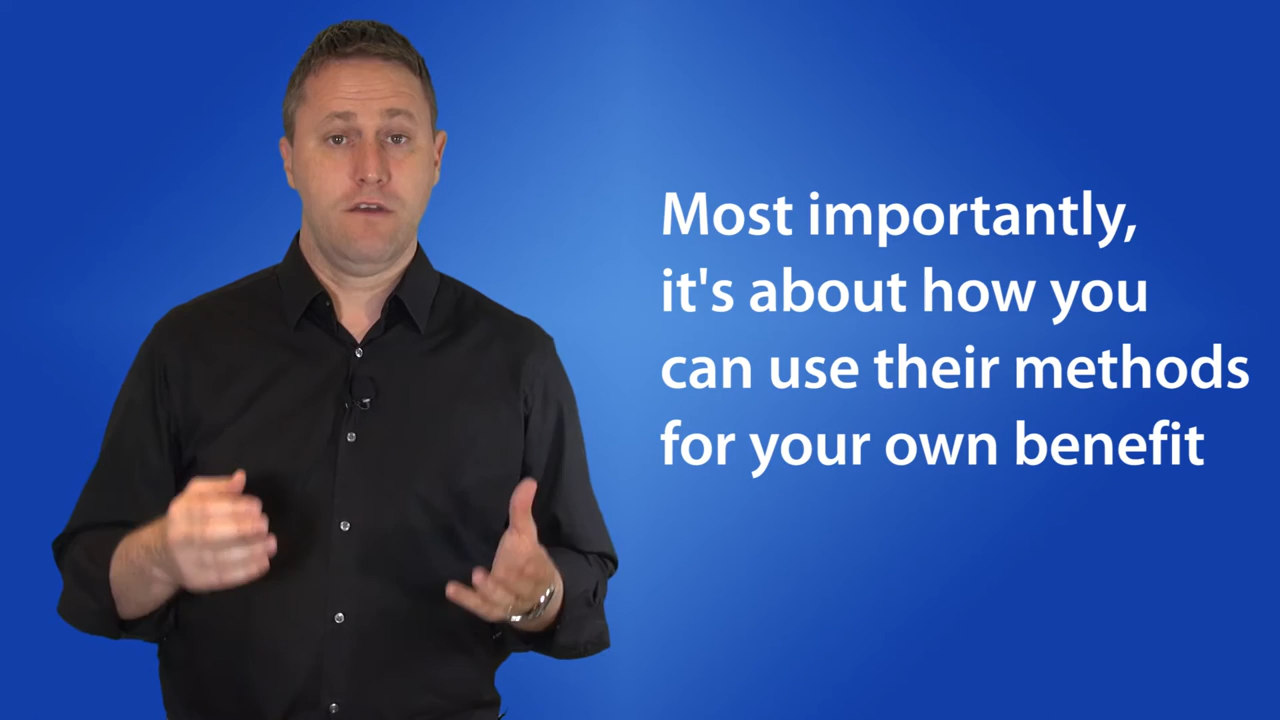 Most importantly,
it's about how you
can use their methods
for your own benefit